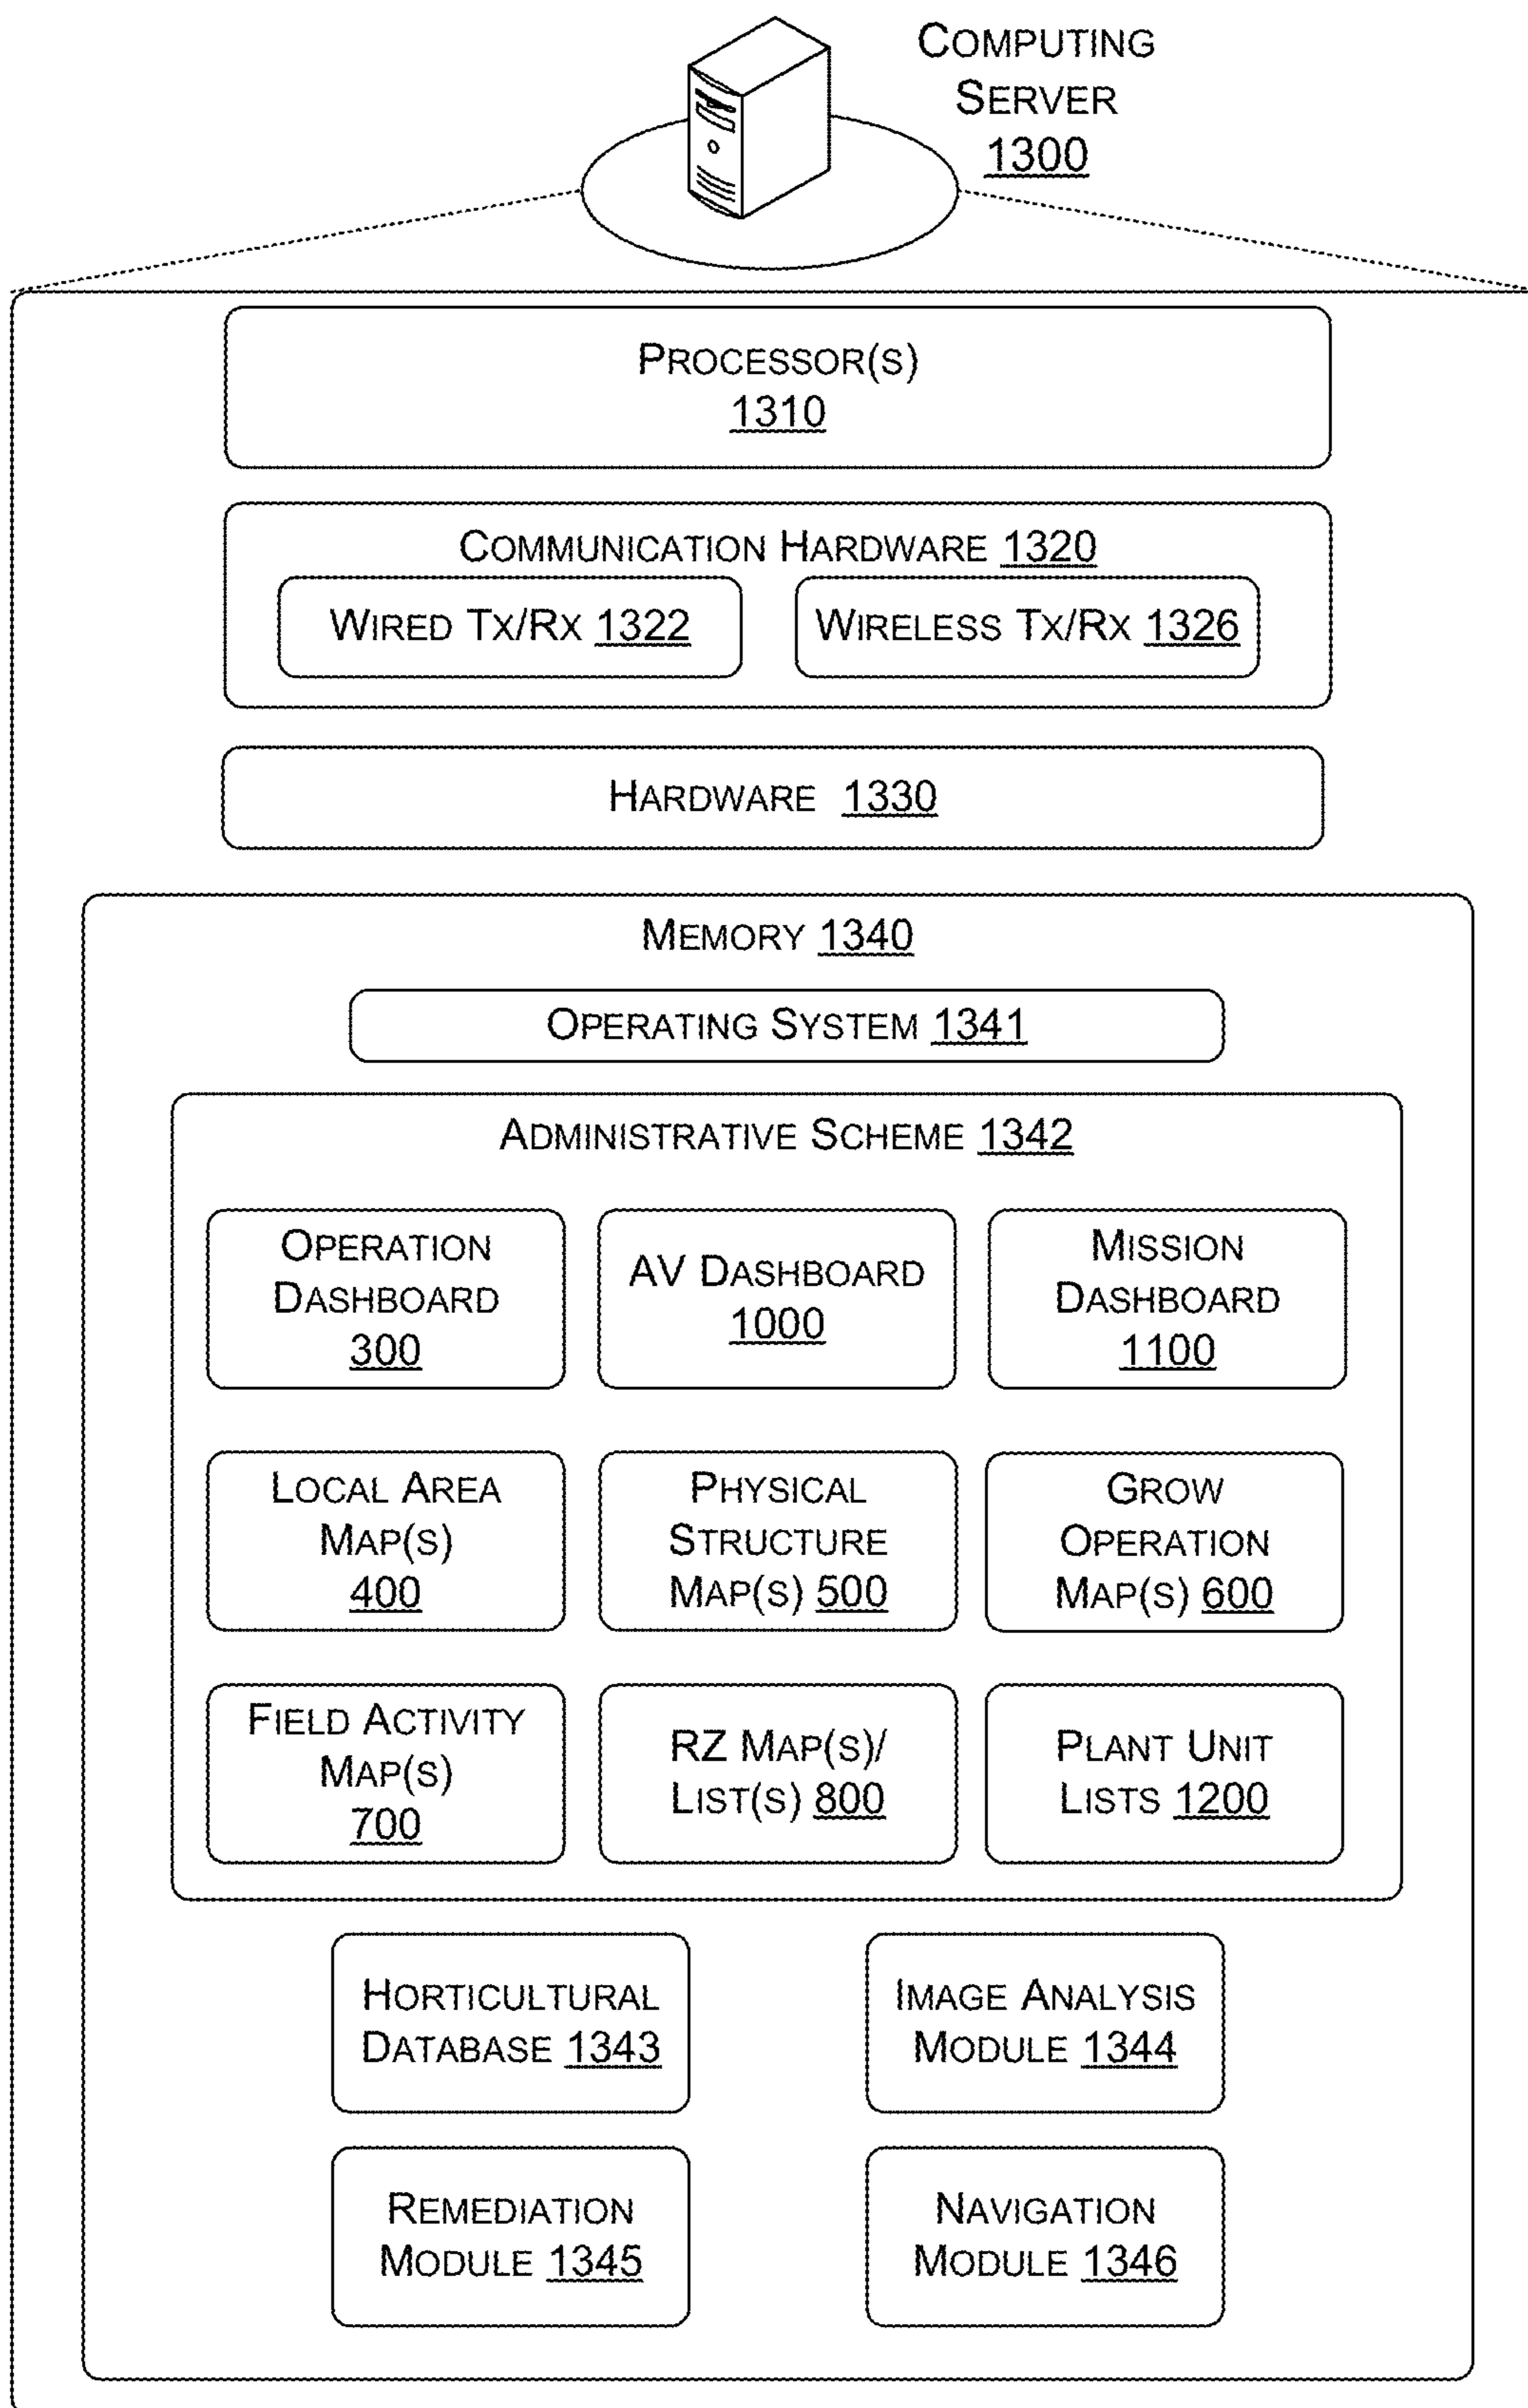 COMPUTING
SERVER
1300
PROCESSOR(S)
1310
COMMUNICATION HARDWARE 1320
WIRED TX/RX 1322
WIRELESS TX/RX 1326
HARDWARE 1330
MEMORY 1340
OPERATING SYSTEM 1341
ADMINISTRATIVE SCHEME 1342
OPERATION
DASHBOARD
300
AV DASHBOARD
1000
MISSION
DASHBOARD
1100
LOCAL AREA
MAP(S)
400
PHYSICAL
STRUCTURE
MAP(S) 500
GROW
OPERATION
MAP(S) 600
FIELD ACTIVITY
MAP(S)
700
RZ MAP(S)/
LIST(S) 800
PLANT UNIT
LISTS 1200
HORTICULTURAL
DATABASE 1343
IMAGE ANALYSIS
MODULE 1344
REMEDIATION
MODULE 1345
NAVIGATION
MODULE 1346